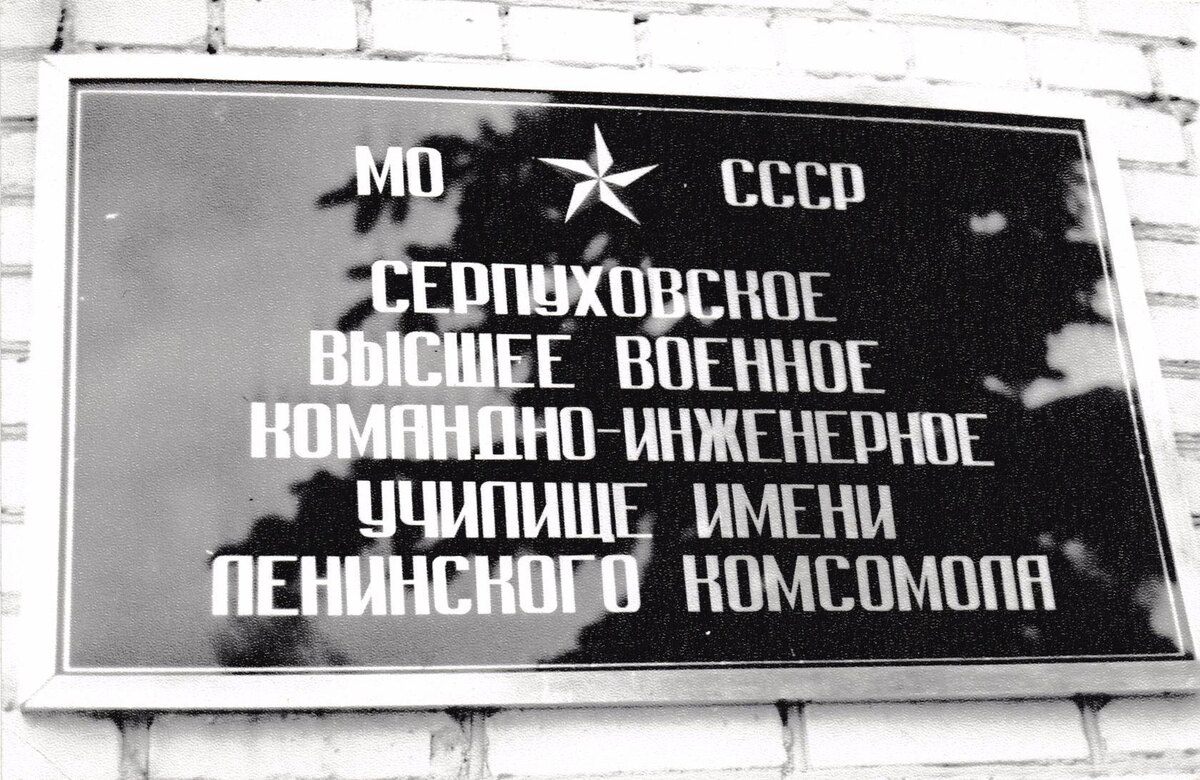 МО СССР
СЕРПУХОВСКОЕ
ВЫСШЕЕ ВОЕННОЕ
КОМАНДНО-ИНЖЕНЕРНОЕ
УЧИЛИЩЕ ИМЕНИ
ЛЕНИНСКОГО КОМСОМОЛА